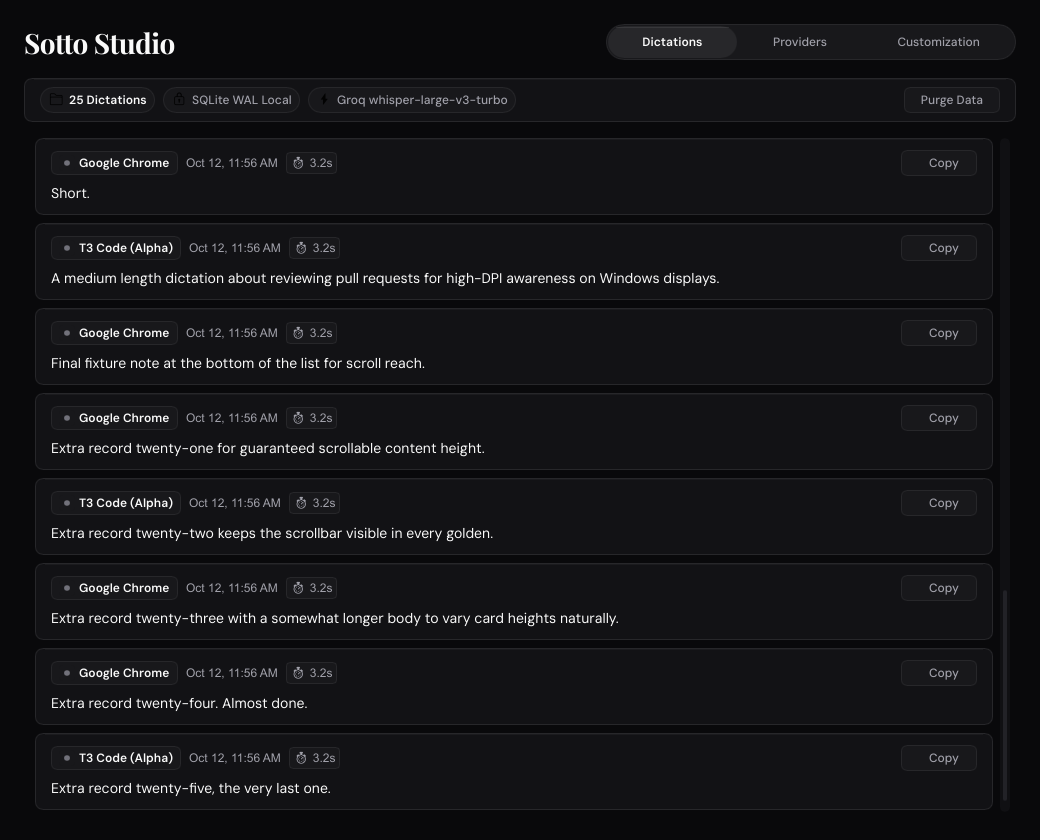 Sotto Studio
Dictations Providers Customization
25 Dictations SQLite WAL Local Groq whisper-large-v3-turbo Purge Data
Google Chrome Oct 12, 11:56 AM 3.2s Copy
Short.
T3 Code (Alpha) Oct 12, 11:56 AM 3.2s Copy
A medium length dictation about reviewing pull requests for high-DPI awareness on Windows displays.
Google Chrome Oct 12, 11:56 AM 3.2s Copy
Final fixture note at the bottom of the list for scroll reach.
Google Chrome Oct 12, 11:56 AM 3.2s Copy
Extra record twenty-one for guaranteed scrollable content height.
T3 Code (Alpha) Oct 12, 11:56 AM 3.2s Copy
Extra record twenty-two keeps the scrollbar visible in every golden.
Google Chrome Oct 12, 11:56 AM 3.2s Copy
Extra record twenty-three with a somewhat longer body to vary card heights naturally.
Google Chrome Oct 12, 11:56 AM 3.2s Copy
Extra record twenty-four. Almost done.
T3 Code (Alpha) Oct 12, 11:56 AM 3.2s Copy
Extra record twenty-five, the very last one.